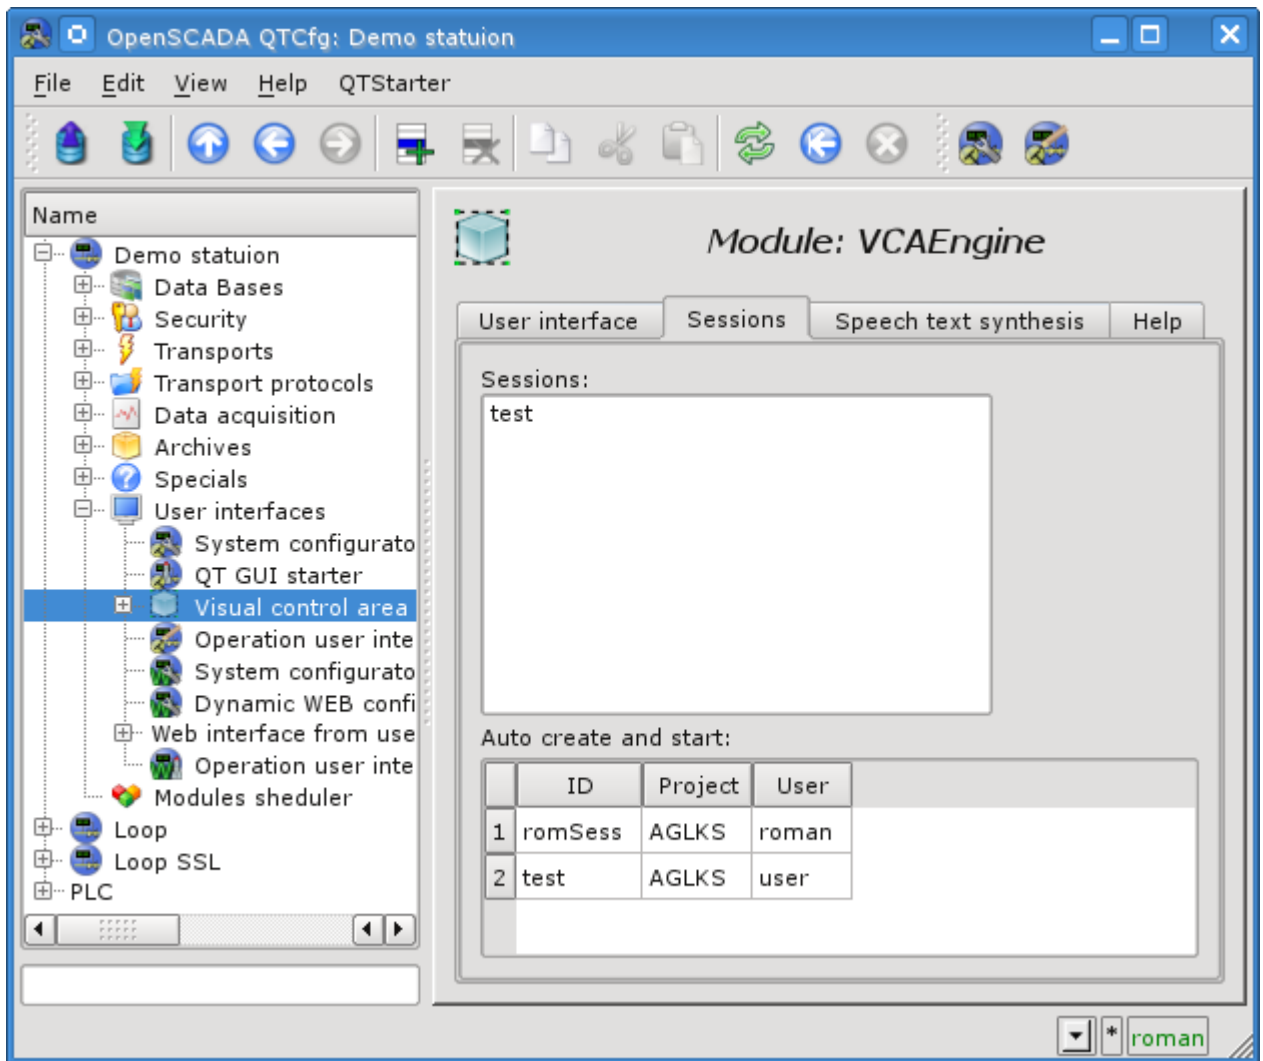 OpenSCADA QTCfg: Demo statuion
File Edit View Help QTStarter
Name
Demo statuion
Data Bases
Security
Transports
Transport protocols
Data acquisition
Archives
Specials
User interfaces
System configurato
QT GUI starter
Visual control area
Operation user inte
System configurato
Dynamic WEB confi
Web interface from use
Operation user inte
Modules sheduler
Loop
Loop SSL
PLC
Module: VCAEngine
User interface Sessions Speech text synthesis Help
Sessions:
test
Auto create and start:
ID Project User
1 romSess AGLKS roman
2 test AGLKS user
* roman